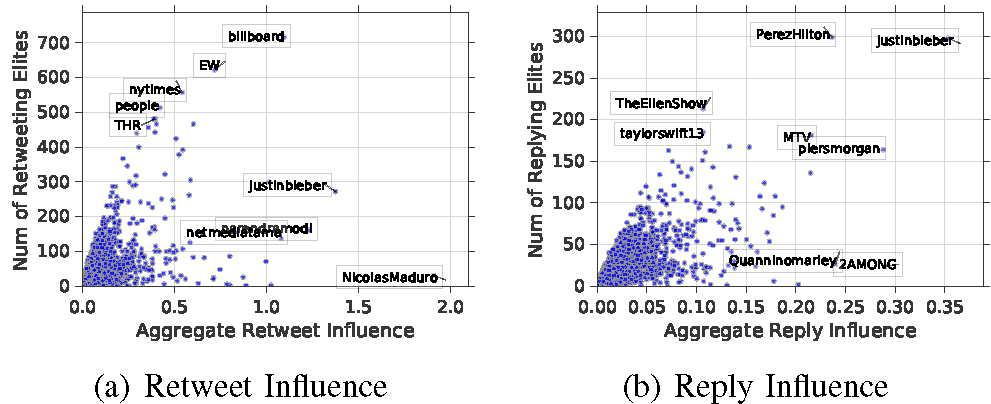 billboard
EW
nytimes
people
THR
justinbieber
narendramodi
netmediatama
NicolasMaduro
700
600
500
400
300
200
100
0
0.0 0.5 1.0 1.5 2.0
Num of Retweeting Elites
Aggregate Retweet Influence
(a) Retweet Influence
PerezHilton
justinbieber
TheEllenShow
taylorswift13
MTV
piersmorgan
Quanninomarley
2AMONG
300
250
200
150
100
50
0
0.00 0.05 0.10 0.15 0.20 0.25 0.30 0.35
Num of Replying Elites
Aggregate Reply Influence
(b) Reply Influence